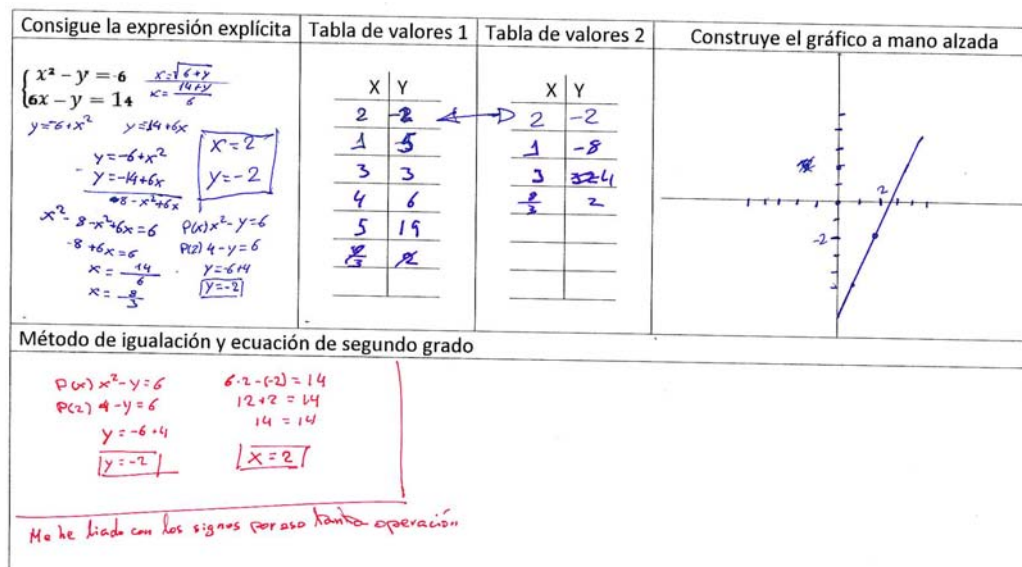 Consigue la expresión explícita
x² - y = 6
6x - y = 14
x = √6+y
x = 14+y / 6
y = -6+x²   y = 14+6x
y = -6+x²
- y = -14+6x
8 - x²+6x
x² - 8 - x²+6x = 6
-8+6x = 6
x = 14/6
x = 8/3
x = 2
y = -2
P(x) x² - y = 6
P(2) 4 - y = 6
y = -6+4
y = -2
Tabla de valores 1
X | Y
2 | -2
1 | 5
3 | 3
4 | 6
5 | 19
Tabla de valores 2
X | Y
2 | -2
1 | -8
3 | 4
8/3 | 2
Construye el gráfico a mano alzada
2
-2
Método de igualación y ecuación de segundo grado
P(x) x² - y = 6
P(2) 4 - y = 6
y = -6+4
y = -2
6·2 - (-2) = 14
12+2 = 14
14 = 14
x = 2
Me he liado con los signos por eso tanta operación